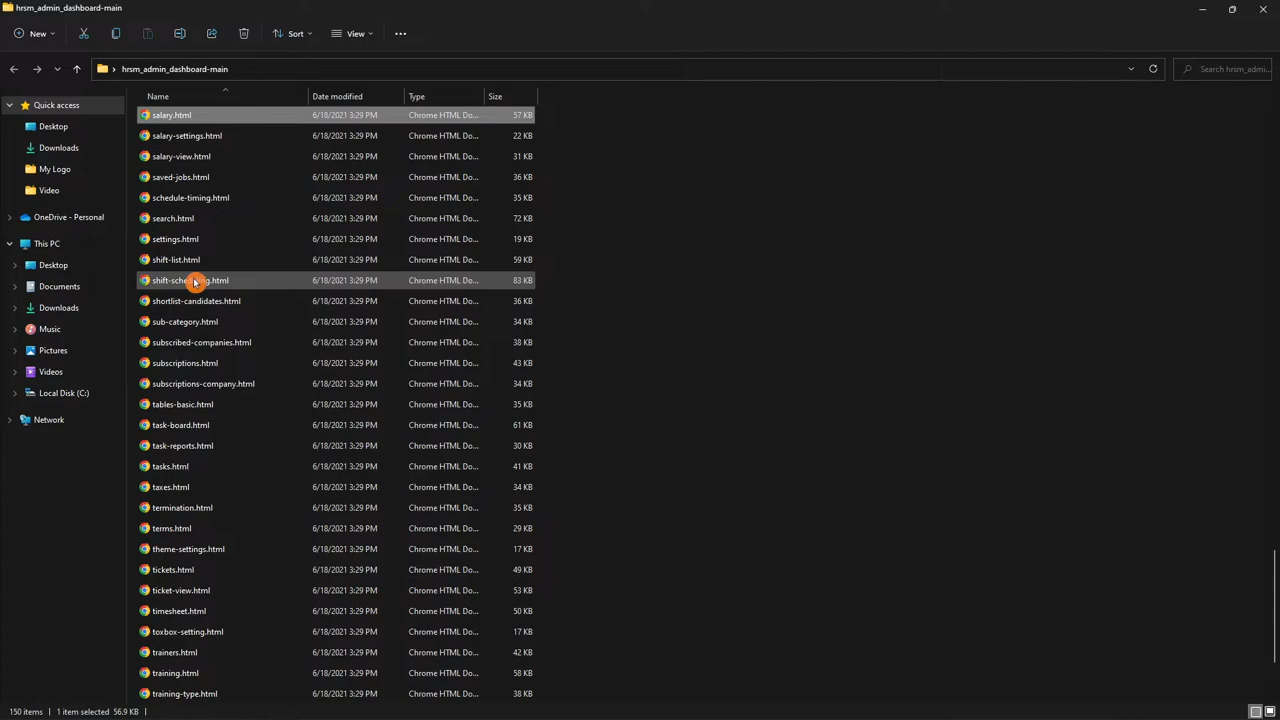 hrsm_admin_dashboard-main
New Sort View
hrsm_admin_dashboard-main Search hrsm_admi...
Name Date modified Type Size
Quick access
Desktop
Downloads
My Logo
Video
OneDrive - Personal
This PC
Desktop
Documents
Downloads
Music
Pictures
Videos
Local Disk (C:)
Network
salary.html 6/18/2021 3:29 PM Chrome HTML Do... 57 KB
salary-settings.html 6/18/2021 3:29 PM Chrome HTML Do... 22 KB
salary-view.html 6/18/2021 3:29 PM Chrome HTML Do... 31 KB
saved-jobs.html 6/18/2021 3:29 PM Chrome HTML Do... 36 KB
schedule-timing.html 6/18/2021 3:29 PM Chrome HTML Do... 35 KB
search.html 6/18/2021 3:29 PM Chrome HTML Do... 72 KB
settings.html 6/18/2021 3:29 PM Chrome HTML Do... 19 KB
shift-list.html 6/18/2021 3:29 PM Chrome HTML Do... 59 KB
shift-scheduling.html 6/18/2021 3:29 PM Chrome HTML Do... 83 KB
shortlist-candidates.html 6/18/2021 3:29 PM Chrome HTML Do... 36 KB
sub-category.html 6/18/2021 3:29 PM Chrome HTML Do... 34 KB
subscribed-companies.html 6/18/2021 3:29 PM Chrome HTML Do... 38 KB
subscriptions.html 6/18/2021 3:29 PM Chrome HTML Do... 43 KB
subscriptions-company.html 6/18/2021 3:29 PM Chrome HTML Do... 34 KB
tables-basic.html 6/18/2021 3:29 PM Chrome HTML Do... 35 KB
task-board.html 6/18/2021 3:29 PM Chrome HTML Do... 61 KB
task-reports.html 6/18/2021 3:29 PM Chrome HTML Do... 30 KB
tasks.html 6/18/2021 3:29 PM Chrome HTML Do... 41 KB
taxes.html 6/18/2021 3:29 PM Chrome HTML Do... 34 KB
termination.html 6/18/2021 3:29 PM Chrome HTML Do... 35 KB
terms.html 6/18/2021 3:29 PM Chrome HTML Do... 29 KB
theme-settings.html 6/18/2021 3:29 PM Chrome HTML Do... 17 KB
tickets.html 6/18/2021 3:29 PM Chrome HTML Do... 49 KB
ticket-view.html 6/18/2021 3:29 PM Chrome HTML Do... 53 KB
timesheet.html 6/18/2021 3:29 PM Chrome HTML Do... 50 KB
toxbox-setting.html 6/18/2021 3:29 PM Chrome HTML Do... 17 KB
trainers.html 6/18/2021 3:29 PM Chrome HTML Do... 42 KB
training.html 6/18/2021 3:29 PM Chrome HTML Do... 58 KB
training-type.html 6/18/2021 3:29 PM Chrome HTML Do... 38 KB
150 items 1 item selected 56.9 KB